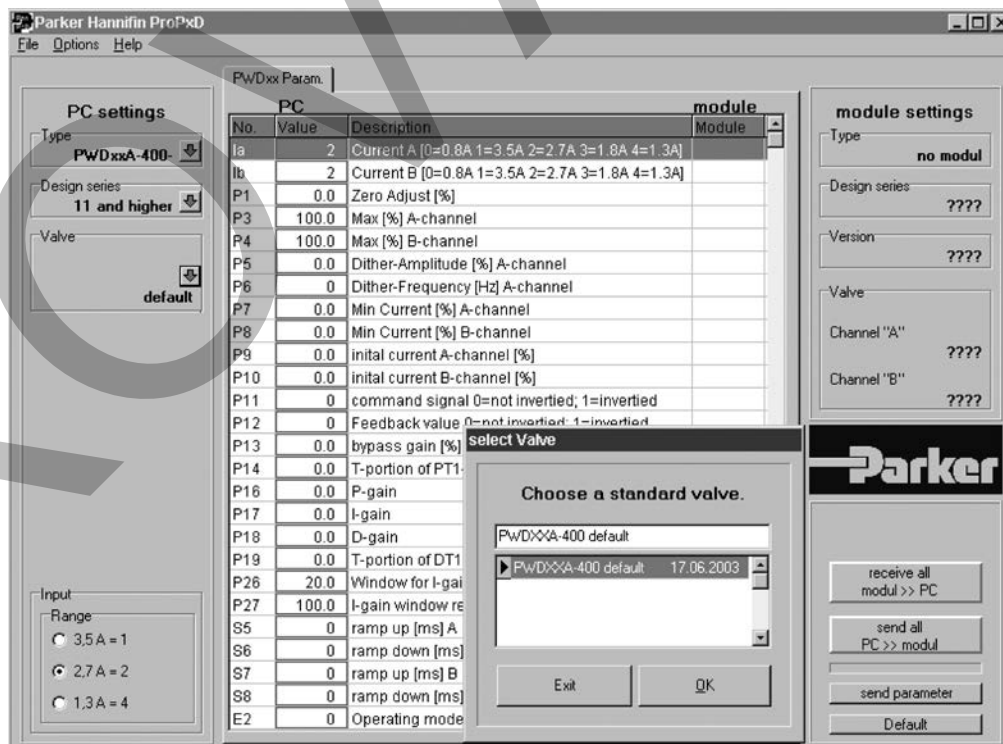 Parker Hannifin ProPxD
File Options Help
PWDxx Param.
PC settings
Type
PWDxxA-400-
Design series
11 and higher
Valve
default
Input
Range
3,5 A = 1
2,7 A = 2
1,3 A = 4
PC module
No. Value Description Module
Ia 2 Current A [0=0.8A 1=3.5A 2=2.7A 3=1.8A 4=1.3A]
Ib 2 Current B [0=0.8A 1=3.5A 2=2.7A 3=1.8A 4=1.3A]
P1 0.0 Zero Adjust [%]
P3 100.0 Max [%] A-channel
P4 100.0 Max [%] B-channel
P5 0.0 Dither-Amplitude [%] A-channel
P6 0 Dither-Frequency [Hz] A-channel
P7 0.0 Min Current [%] A-channel
P8 0.0 Min Current [%] B-channel
P9 0.0 inital current A-channel [%]
P10 0.0 inital current B-channel [%]
P11 0 command signal 0=not invertied; 1=invertied
P12 0 Feedback value 0=not invertied; 1=invertied
P13 0.0 bypass gain [%]
P14 0.0 T-portion of PT1-
P16 0.0 P-gain
P17 0.0 I-gain
P18 0.0 D-gain
P19 0.0 T-portion of DT1
P26 20.0 Window for I-gai
P27 100.0 I-gain window re
S5 0 ramp up [ms] A
S6 0 ramp down [ms]
S7 0 ramp up [ms] B
S8 0 ramp down [ms]
E2 0 Operating mode
select Valve
Choose a standard valve.
PWDXXA-400 default
PWDXXA-400 default 17.06.2003
Exit OK
module settings
Type
no modul
Design series
????
Version
????
Valve
Channel "A"
????
Channel "B"
????
Parker
receive all
modul >> PC
send all
PC >> modul
send parameter
Default